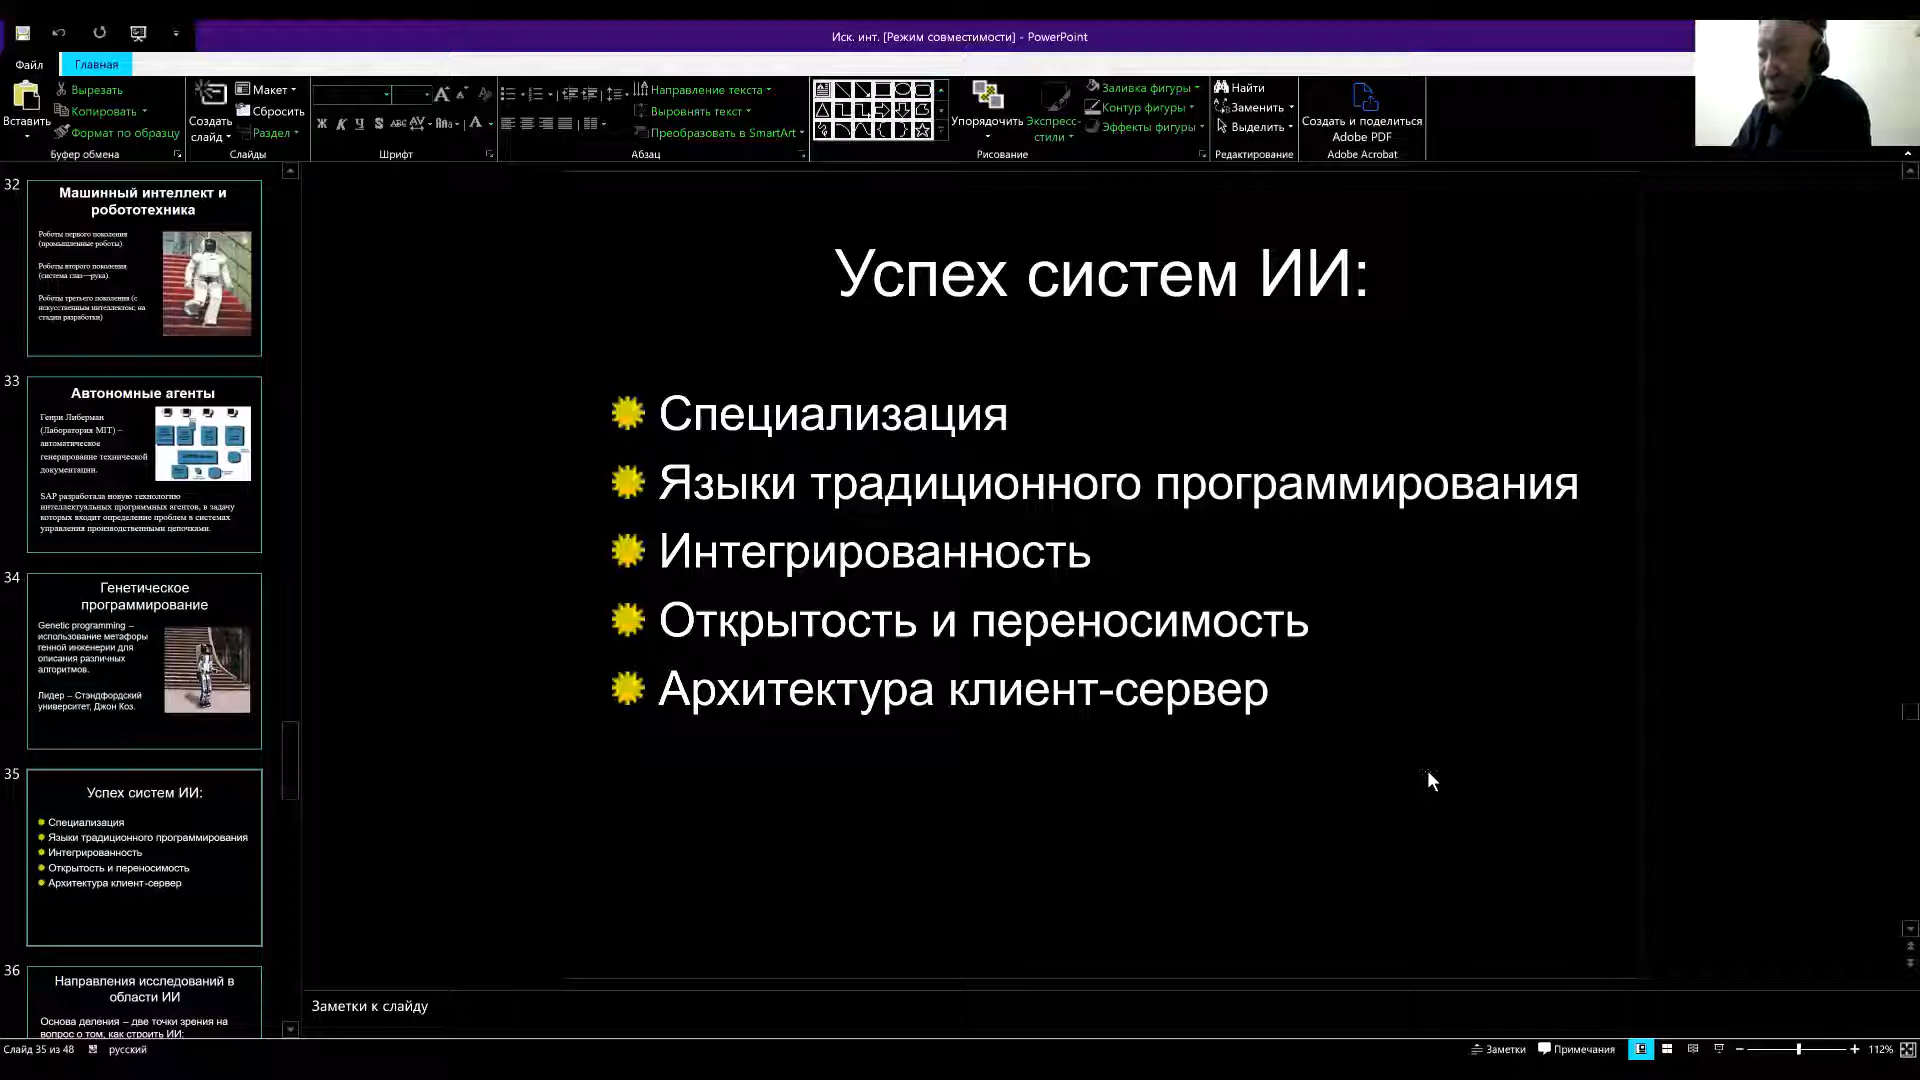 Иск. инт. [Режим совместимости] - PowerPoint
Файл
Главная
Вставить
Вырезать
Копировать
Формат по образцу
Буфер обмена
Создать
слайд
Макет
Сбросить
Раздел
Слайды
Шрифт
Направление текста
Выровнять текст
Преобразовать в SmartArt
Абзац
Упорядочить
Экспресс-
стили
Заливка фигуры
Контур фигуры
Эффекты фигуры
Рисование
Найти
Заменить
Выделить
Редактирование
Создать и поделиться
Adobe PDF
Adobe Acrobat
32
Машинный интеллект и
робототехника
Роботы первого поколения
(промышленные роботы).
Роботы второго поколения
(система глаз—рука).
Роботы третьего поколения (с
искусственным интеллектом; на
стадии разработки)
33
Автономные агенты
Генри Либерман
(Лаборатория MIT) –
автоматическое
генерирование технической
документации.
SAP разработала новую технологию
интеллектуальных программных агентов, в задачу
которых входит определение проблем в системах
управления производственными цепочками.
34
Генетическое
программирование
Genetic programming –
использование метафоры
генной инженерии для
описания различных
алгоритмов.
Лидер – Стэндфордский
университет, Джон Коз.
35
Успех систем ИИ:
Специализация
Языки традиционного программирования
Интегрированность
Открытость и переносимость
Архитектура клиент-сервер
36
Направления исследований в
области ИИ
Основа деления – две точки зрения на
вопрос о том, как строить ИИ:
Успех систем ИИ:
Специализация
Языки традиционного программирования
Интегрированность
Открытость и переносимость
Архитектура клиент-сервер
Заметки к слайду
Слайд 35 из 48
русский
Заметки
Примечания
112%